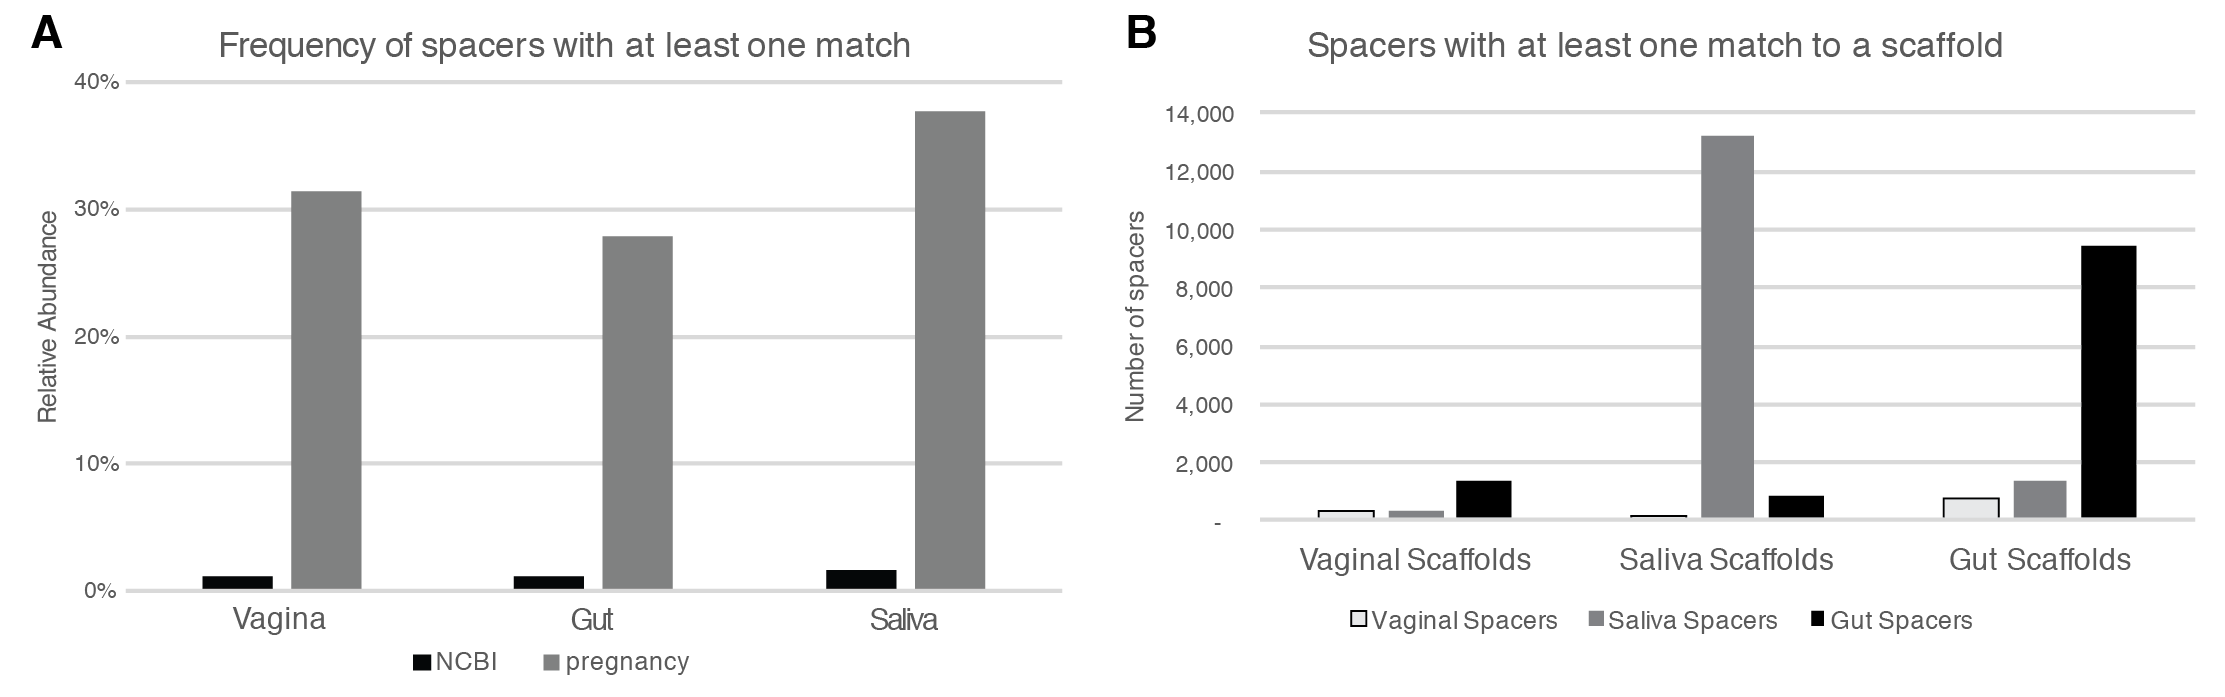 A
Frequency of spacers with at least one match
40%
30%
20%
10%
0%
Relative Abundance
Vagina
Gut
Saliva
NCBI
pregnancy
B
Spacers with at least one match to a scaffold
14,000
12,000
10,000
8,000
6,000
4,000
2,000
-
Number of spacers
Vaginal Scaffolds
Saliva Scaffolds
Gut Scaffolds
Vaginal Spacers
Saliva Spacers
Gut Spacers